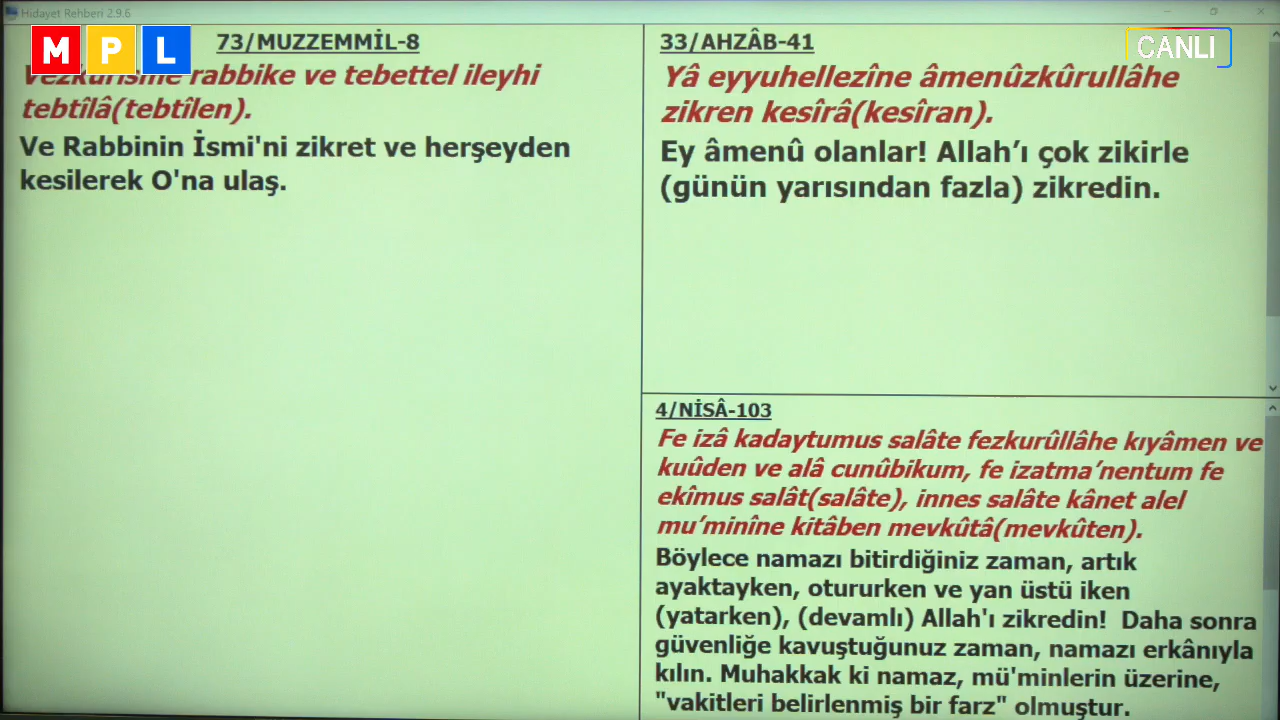 Hidayet Rehberi 2.9.6
MPL
CANLI
73/MUZZEMMİL-8
rabbike ve tebettel ileyhi
tebtîlâ(tebtîlen).
Ve Rabbinin İsmi'ni zikret ve herşeyden
kesilerek O'na ulaş.
33/AHZÂB-41
Yâ eyyuhellezîne âmenûzkûrullâhe
zikren kesîrâ(kesîran).
Ey âmenû olanlar! Allah’ı çok zikirle
(günün yarısından fazla) zikredin.
4/NİSÂ-103
Fe izâ kadaytumus salâte fezkurûllâhe kıyâmen ve
kuûden ve alâ cunûbikum, fe izatma’nentum fe
ekîmus salât(salâte), innes salâte kânet alel
mu’minîne kitâben mevkûtâ(mevkûten).
Böylece namazı bitirdiğiniz zaman, artık
ayaktayken, otururken ve yan üstü iken
(yatarken), (devamlı) Allah'ı zikredin! Daha sonra
güvenliğe kavuştuğunuz zaman, namazı erkânıyla
kılın. Muhakkak ki namaz, mü'minlerin üzerine,
"vakitleri belirlenmiş bir farz" olmuştur.